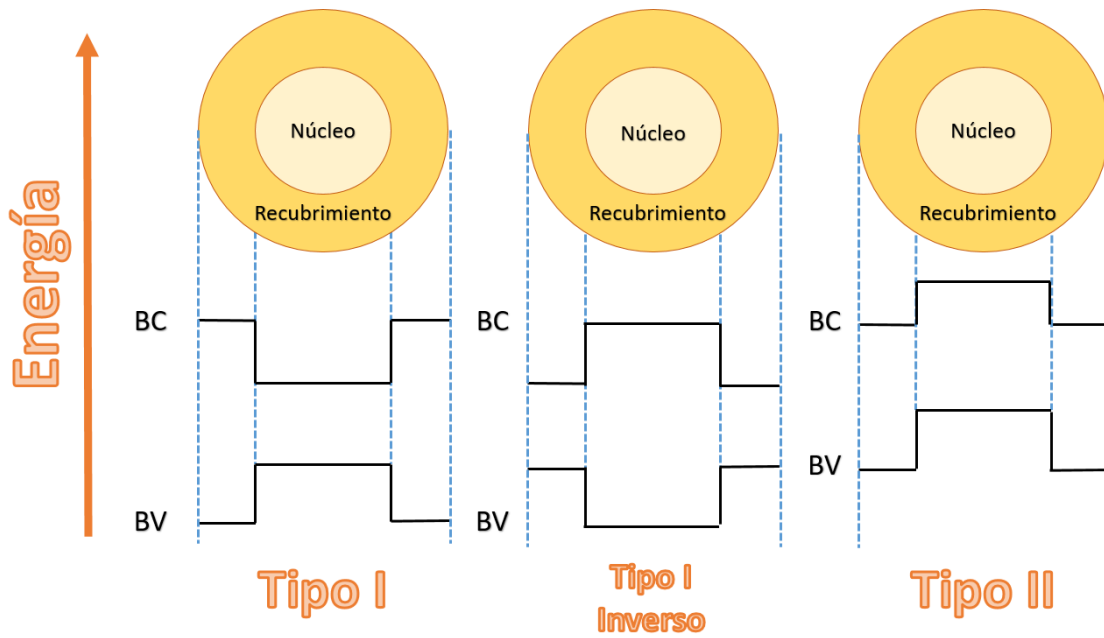 Energía
Núcleo
Recubrimiento
BC
BV
Tipo I
Núcleo
Recubrimiento
BC
BV
Tipo I
Inverso
Núcleo
Recubrimiento
BC
BV
Tipo II